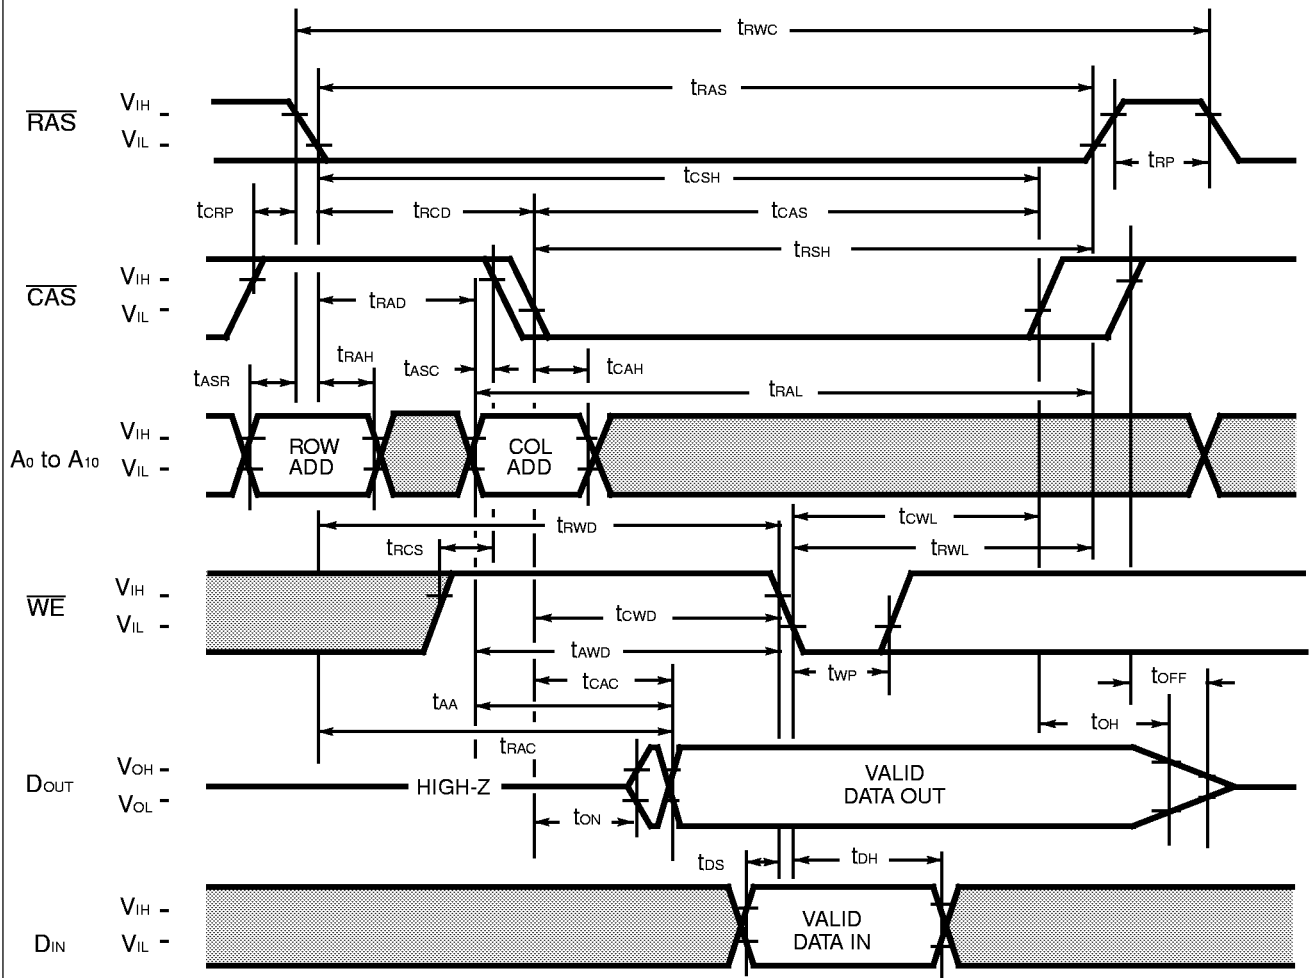 tRWC
tRAS
RAS
VIH
VIL
tRP
tCSH
tCRP
tRCD
tCAS
tRSH
CAS
VIH
VIL
tRAD
tASR
tRAH
tASC
tCAH
tRAL
A0 to A10
VIH
VIL
ROW
ADD
COL
ADD
tRWD
tCWL
tRCS
tRWL
WE
VIH
VIL
tCWD
tAWD
tWP
tCAC
tOFF
tAA
tOH
tRAC
DOUT
VOH
VOL
HIGH-Z
VALID
DATA OUT
tON
tDS
tDH
DIN
VIH
VIL
VALID
DATA IN